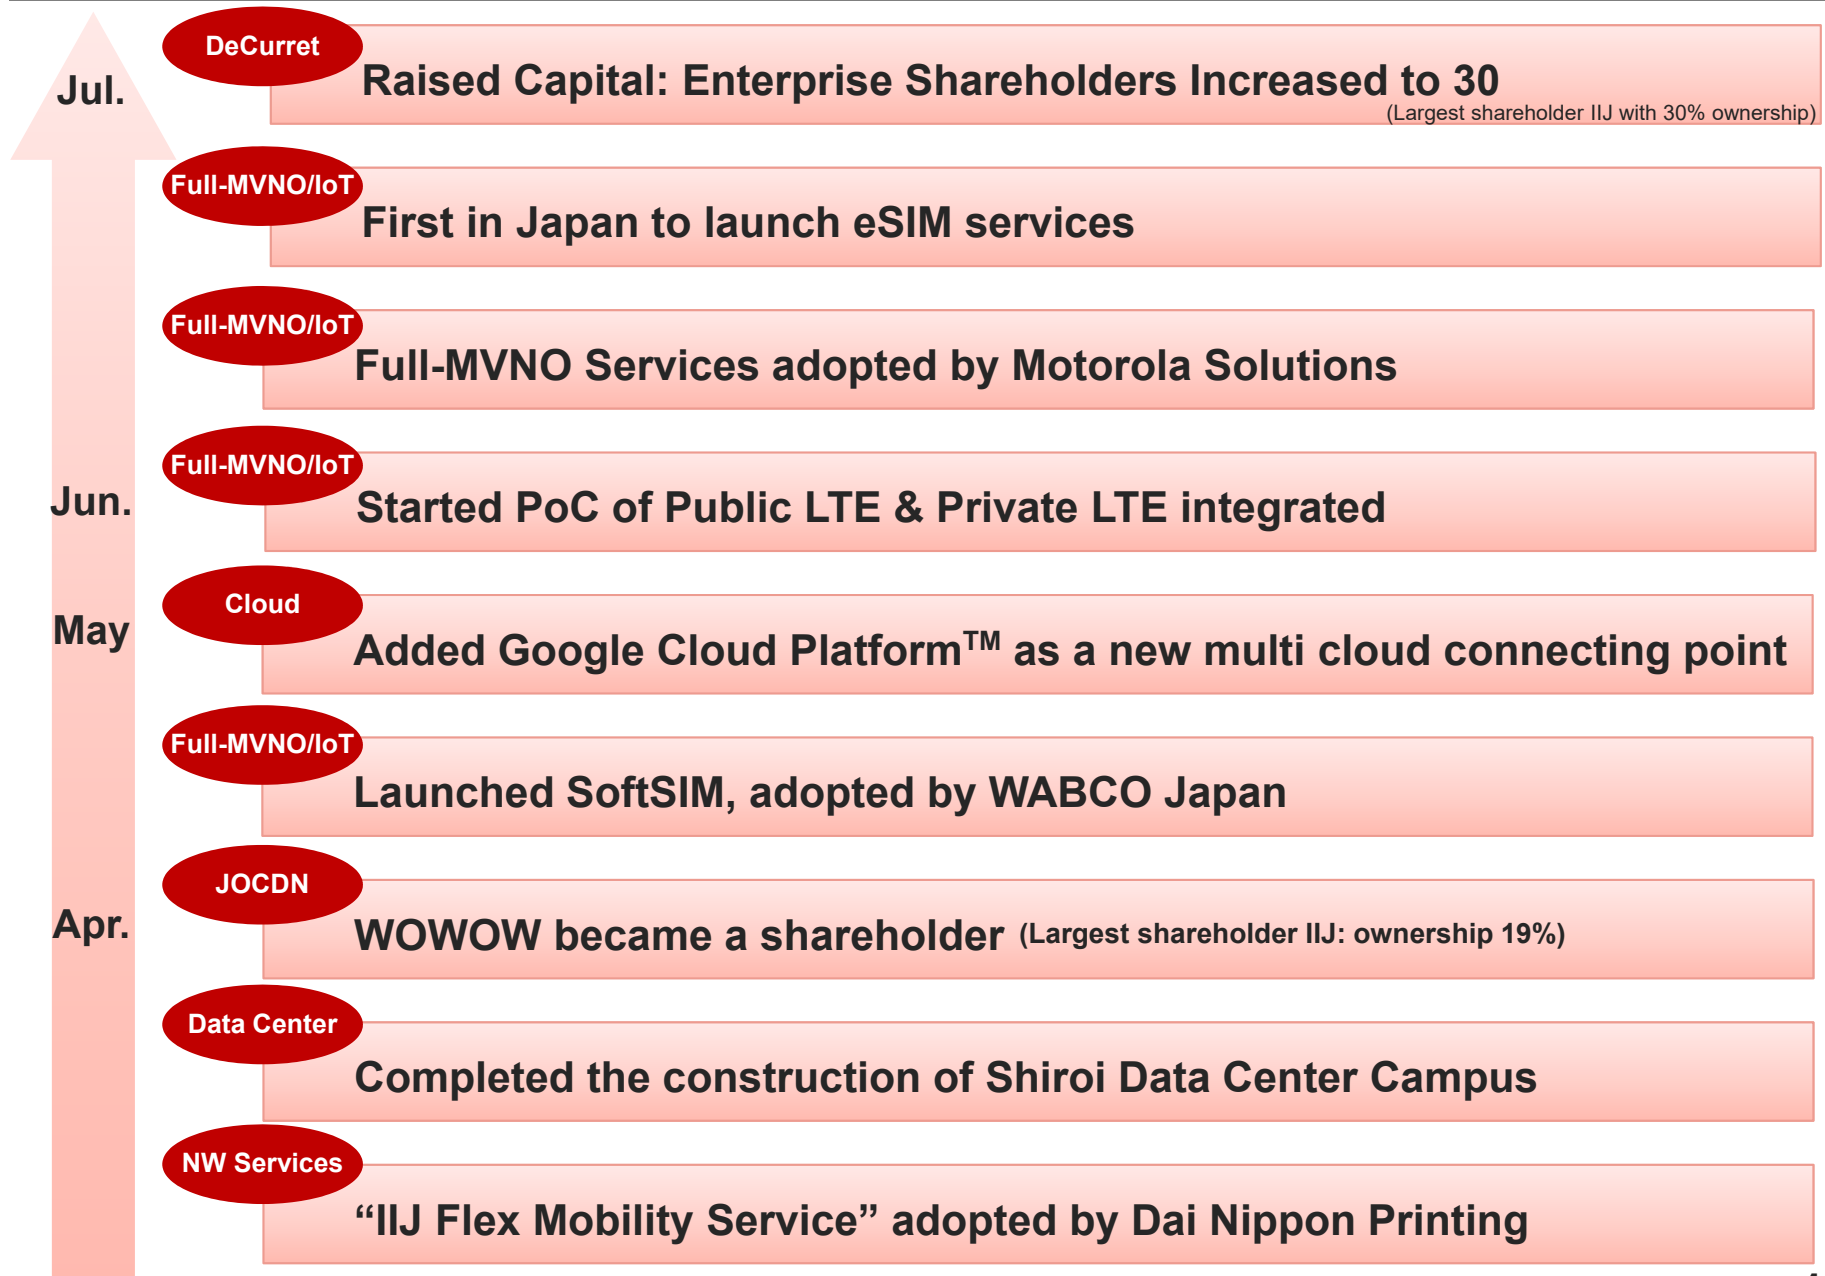 DeCurret
Jul.
Raised Capital: Enterprise Shareholders Increased to 30
(Largest shareholder IIJ with 30% ownership)
Full-MVNO/IoT
First in Japan to launch eSIM services
Full-MVNO/IoT
Full-MVNO Services adopted by Motorola Solutions
Full-MVNO/IoT
Jun.
Started PoC of Public LTE & Private LTE integrated
Cloud
May
Added Google Cloud Platform™ as a new multi cloud connecting point
Full-MVNO/IoT
Launched SoftSIM, adopted by WABCO Japan
JOCDN
Apr.
WOWOW became a shareholder (Largest shareholder IIJ: ownership 19%)
Data Center
Completed the construction of Shiroi Data Center Campus
NW Services
“IIJ Flex Mobility Service” adopted by Dai Nippon Printing